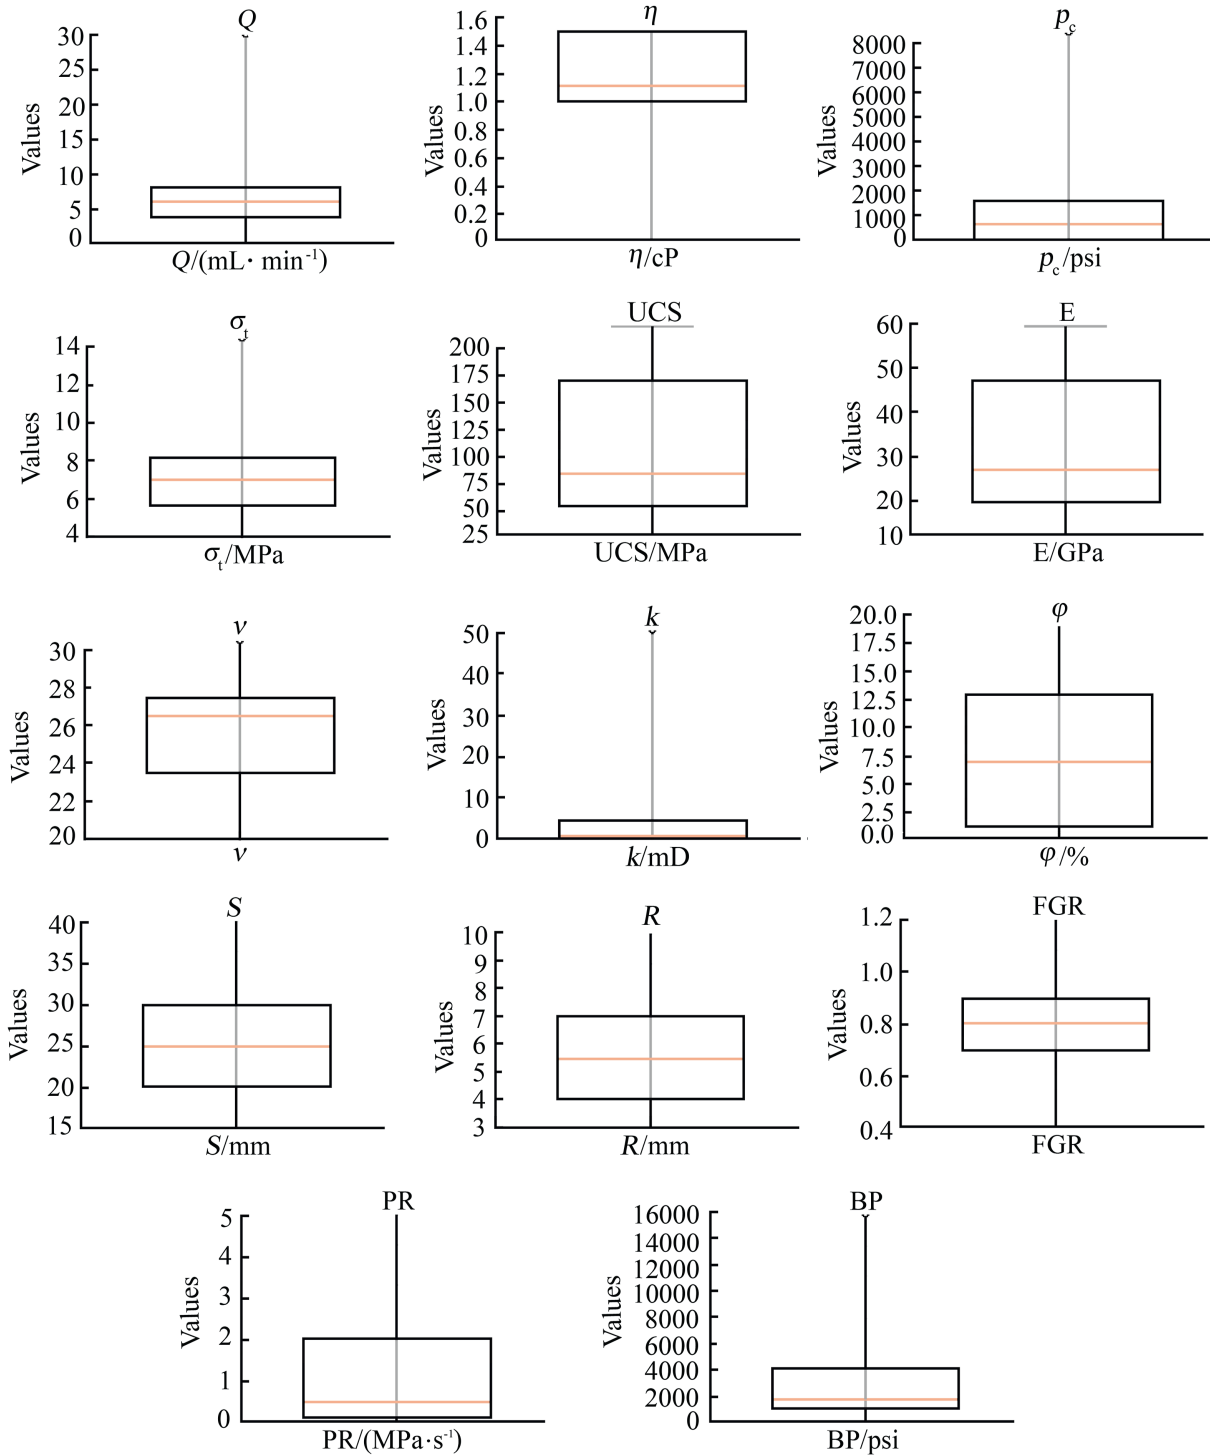 Q
30
25
20
15
10
5
0
Values
Q/(mL· min⁻¹)
η
1.6
1.4
1.2
1.0
0.8
0.6
0.4
0.2
0
Values
η/cP
p_c
8000
7000
6000
5000
4000
3000
2000
1000
0
Values
p_c/psi
σ_t
14
12
10
8
6
4
Values
σ_t/MPa
UCS
200
175
150
125
100
75
50
25
Values
UCS/MPa
E
60
50
40
30
20
10
Values
E/GPa
ν
30
28
26
24
22
20
Values
ν
k
50
40
30
20
10
0
Values
k/mD
φ
20.0
17.5
15.0
12.5
10.0
7.5
5.0
2.5
0.0
Values
φ/%
S
40
35
30
25
20
15
Values
S/mm
R
10
9
8
7
6
5
4
3
Values
R/mm
FGR
1.2
1.0
0.8
0.6
0.4
Values
FGR
PR
5
4
3
2
1
0
Values
PR/(MPa·s⁻¹)
BP
16000
14000
12000
10000
8000
6000
4000
2000
0
Values
BP/psi